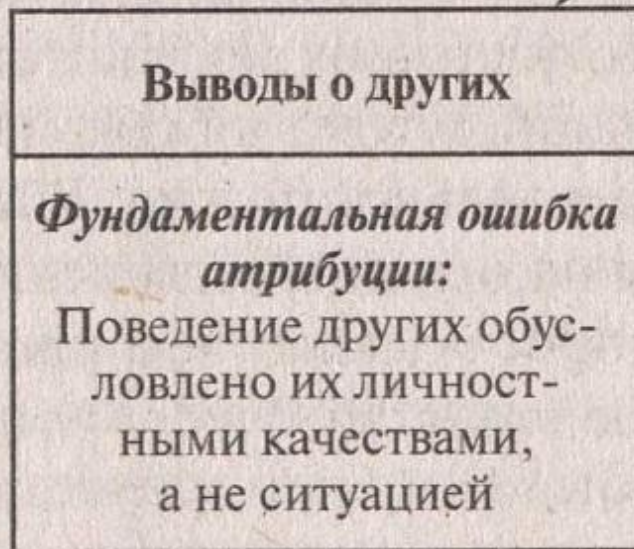 Выводы о других
Фундаментальная ошибка
атрибуции:
Поведение других обус-
ловлено их личност-
ными качествами,
а не ситуацией